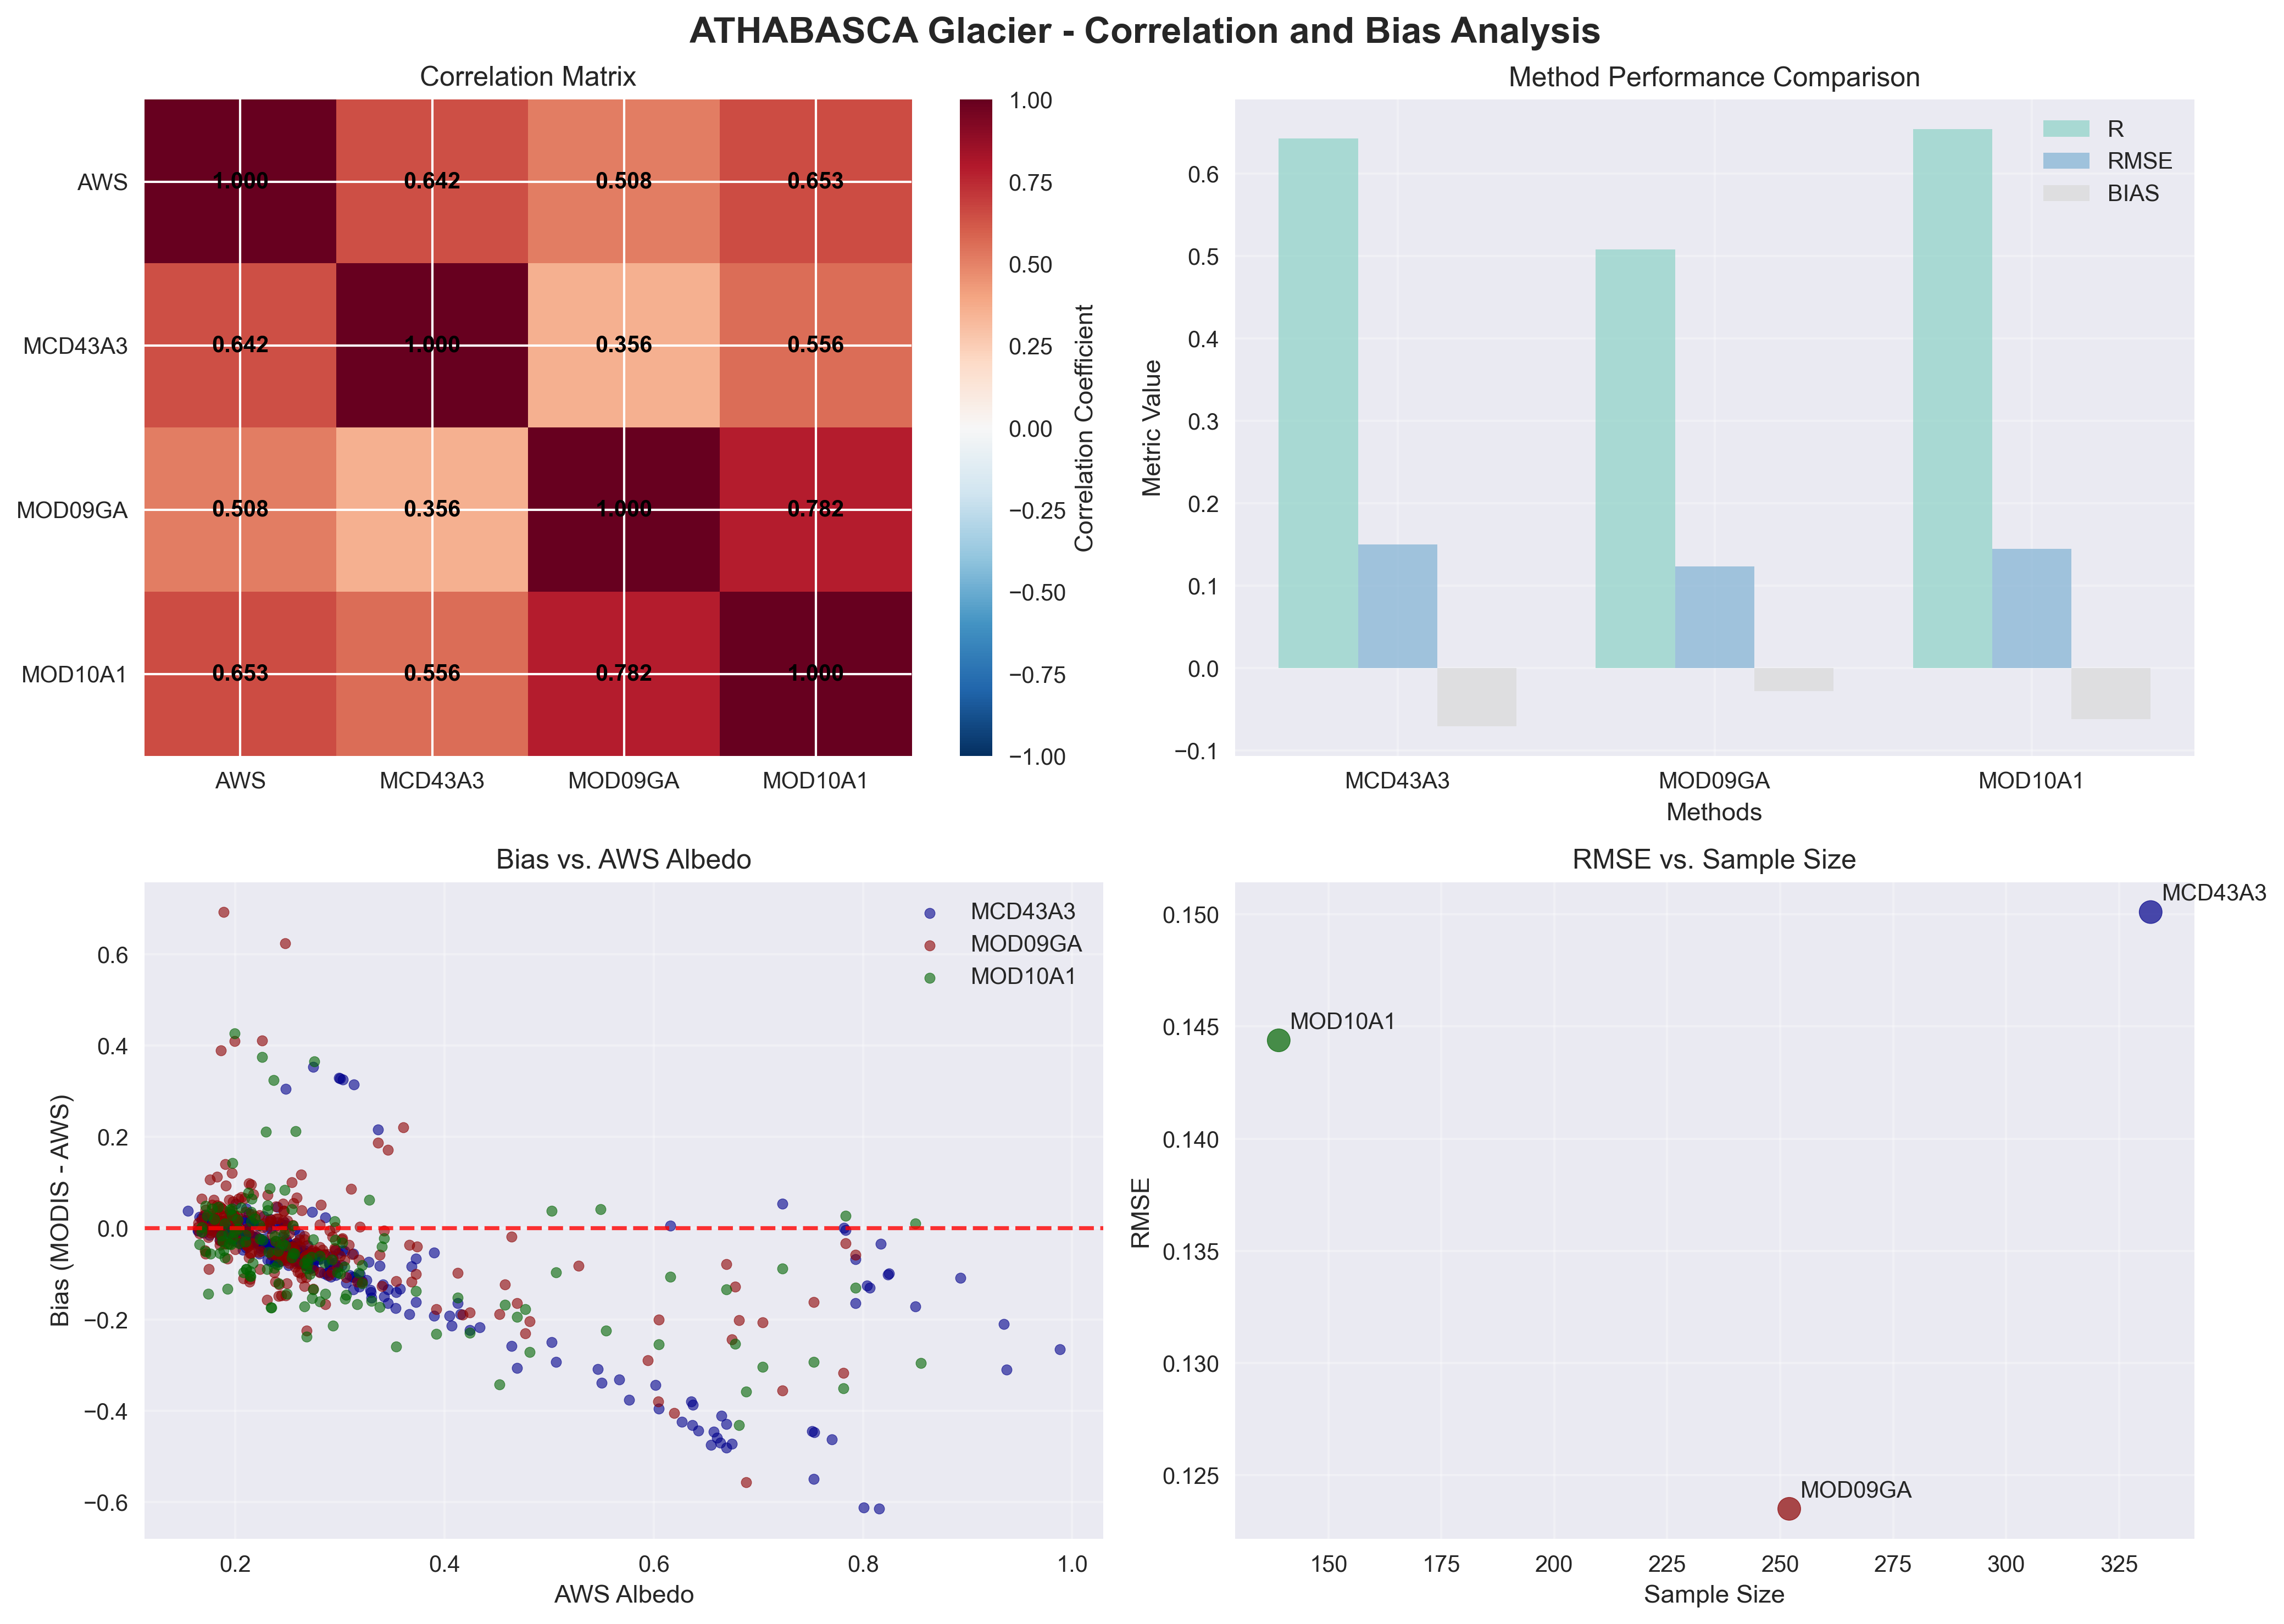 ATHABASCA Glacier - Correlation and Bias Analysis
Correlation Matrix
AWS
MCD43A3
MOD09GA
MOD10A1
1.000 0.642 0.508 0.653
0.642 1.000 0.356 0.556
0.508 0.356 1.000 0.782
0.653 0.556 0.782 1.000
AWS MCD43A3 MOD09GA MOD10A1
1.00
0.75
0.50
0.25
0.00
−0.25
−0.50
−0.75
−1.00
Correlation Coefficient
Method Performance Comparison
R
RMSE
BIAS
Metric Value
0.6
0.5
0.4
0.3
0.2
0.1
0.0
−0.1
MCD43A3 MOD09GA MOD10A1
Methods
Bias vs. AWS Albedo
MCD43A3
MOD09GA
MOD10A1
Bias (MODIS - AWS)
0.6
0.4
0.2
0.0
−0.2
−0.4
−0.6
0.2 0.4 0.6 0.8 1.0
AWS Albedo
RMSE vs. Sample Size
MCD43A3
MOD10A1
MOD09GA
RMSE
0.150
0.145
0.140
0.135
0.130
0.125
150 175 200 225 250 275 300 325
Sample Size